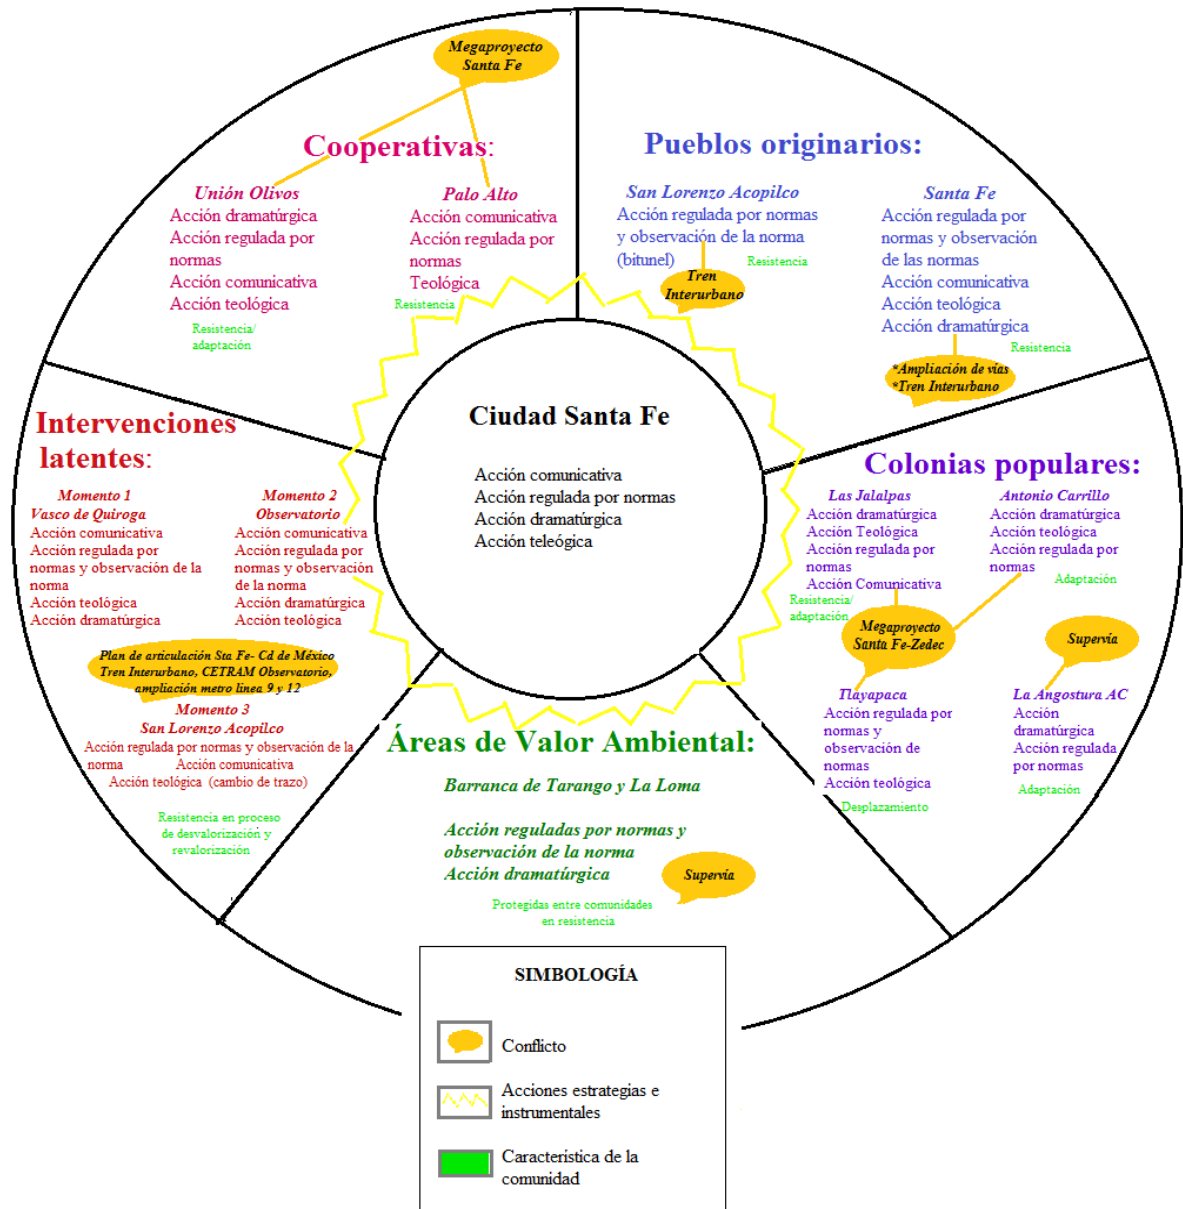 Megaproyecto
Santa Fe
Cooperativas:
Unión Olivos
Acción dramatúrgica
Acción regulada por
normas
Acción comunicativa
Acción teológica
Resistencia/
adaptación
Palo Alto
Acción comunicativa
Acción regulada por
normas
Teológica
Resistencia
Pueblos originarios:
San Lorenzo Acopilco
Acción regulada por normas
y observación de la norma
(bitunel)
Resistencia
Tren
Interurbano
Santa Fe
Acción regulada por
normas y observación
de las normas
Acción comunicativa
Acción teológica
Acción dramatúrgica
Resistencia
*Ampliación de vías
*Tren Interurbano
Ciudad Santa Fe
Acción comunicativa
Acción regulada por normas
Acción dramatúrgica
Acción teleógica
Intervenciones
latentes:
Momento 1
Vasco de Quiroga
Acción comunicativa
Acción regulada por
normas y observación de la
norma
Acción teológica
Acción dramatúrgica
Momento 2
Observatorio
Acción comunicativa
Acción regulada por
normas y observación
de la norma
Acción dramatúrgica
Acción teológica
Plan de articulación Sta Fe- Cd de México
Tren Interurbano, CETRAM Observatorio,
ampliación metro linea 9 y 12
Momento 3
San Lorenzo Acopilco
Acción regulada por normas y observación de la
norma Acción comunicativa
Acción teológica (cambio de trazo)
Resistencia en proceso
de desvalorización y
revalorización
Colonias populares:
Las Jalalpas
Acción dramatúrgica
Acción Teológica
Acción regulada por
normas
Acción Comunicativa
Resistencia/
adaptación
Antonio Carrillo
Acción dramatúrgica
Acción teológica
Acción regulada por
normas
Adaptación
Megaproyecto
Santa Fe-Zedec
Supervía
Tlayapaca
Acción regulada por
normas y
observación de
normas
Acción teológica
Desplazamiento
La Angostura AC
Acción
dramatúrgica
Acción regulada
por normas
Adaptación
Áreas de Valor Ambiental:
Barranca de Tarango y La Loma
Acción reguladas por normas y
observación de la norma
Acción dramatúrgica
Supervía
Protegidas entre comunidades
en resistencia
SIMBOLOGÍA
Conflicto
Acciones estrategias e
instrumentales
Característica de la
comunidad